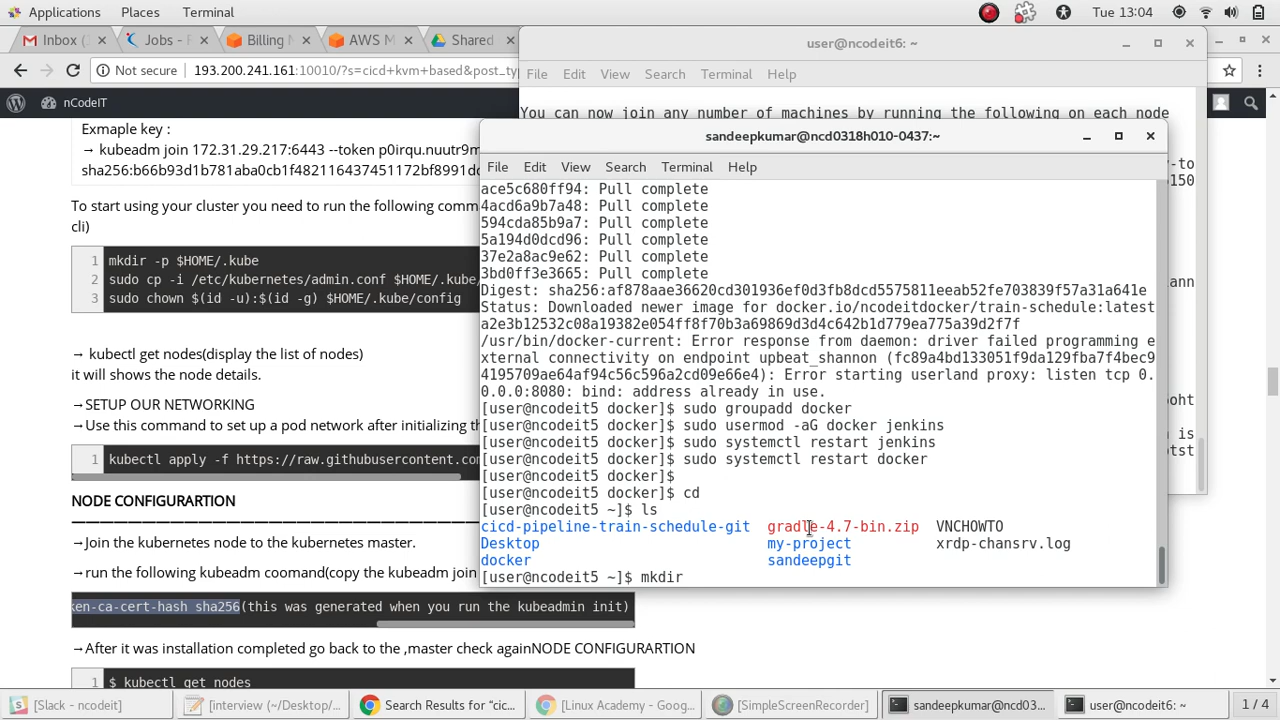 Applications Places Terminal Tue 13:04
Inbox (2 Jobs - Billing M AWS M Shared
user@ncodeit6: ~
Not secure 193.200.241.161:10010/?s=cicd+kvm+based&post_ty
File Edit View Search Terminal Help
nCodeIT
You can now join any number of machines by running the following on each node
Exmaple key :
→ kubeadm join 172.31.29.217:6443 --token p0irqu.nuutr9m
sha256:b66b93d1b781aba0cb1f482116437451172bf8991dc
To start using your cluster you need to run the following comm
cli)
1 mkdir -p $HOME/.kube
2 sudo cp -i /etc/kubernetes/admin.conf $HOME/.kube/
3 sudo chown $(id -u):$(id -g) $HOME/.kube/config
→ kubectl get nodes(display the list of nodes)
it will shows the node details.
→SETUP OUR NETWORKING
→Use this command to set up a pod network after initializing th
1 kubectl apply -f https://raw.githubusercontent.com
NODE CONFIGURARTION
→Join the kubernetes node to the kubernetes master.
→run the following kubeadm coomand(copy the kubeadm join
ken-ca-cert-hash sha256(this was generated when you run the kubeadmin init)
→After it was installation completed go back to the ,master check againNODE CONFIGURARTION
1 $ kubectl get nodes
sandeepkumar@ncd0318h010-0437:~
File Edit View Search Terminal Help
ace5c680ff94: Pull complete
4acd6a9b7a48: Pull complete
594cda85b9a7: Pull complete
5a194d0dcd96: Pull complete
37e2a8ac9e62: Pull complete
3bd0ff3e3665: Pull complete
Digest: sha256:af878aae36620cd301936ef0d3fb8dcd5575811eeab52fe703839f57a31a641e
Status: Downloaded newer image for docker.io/ncodeitdocker/train-schedule:latest
a2e3b12532c08a19382e054ff8f70b3a69869d3d4c642b1d779ea775a39d2f7f
/usr/bin/docker-current: Error response from daemon: driver failed programming e
xternal connectivity on endpoint upbeat_shannon (fc89a4bd133051f9da129fba7f4bec9
4195709ae64af94c56c596a2cd09e66e4): Error starting userland proxy: listen tcp 0.
0.0.0:8080: bind: address already in use.
[user@ncodeit5 docker]$ sudo groupadd docker
[user@ncodeit5 docker]$ sudo usermod -aG docker jenkins
[user@ncodeit5 docker]$ sudo systemctl restart jenkins
[user@ncodeit5 docker]$ sudo systemctl restart docker
[user@ncodeit5 docker]$
[user@ncodeit5 docker]$ cd
[user@ncodeit5 ~]$ ls
cicd-pipeline-train-schedule-git gradle-4.7-bin.zip VNCHOWTO
Desktop my-project xrdp-chansrv.log
docker sandeepgit
[user@ncodeit5 ~]$ mkdir
y-to
150
ann
oht
is
tst
[Slack - ncodeit] [interview (~/Desktop/... Search Results for “cic... [Linux Academy - Goog... [SimpleScreenRecorder] sandeepkumar@ncd03... user@ncodeit6: ~ 1 / 4